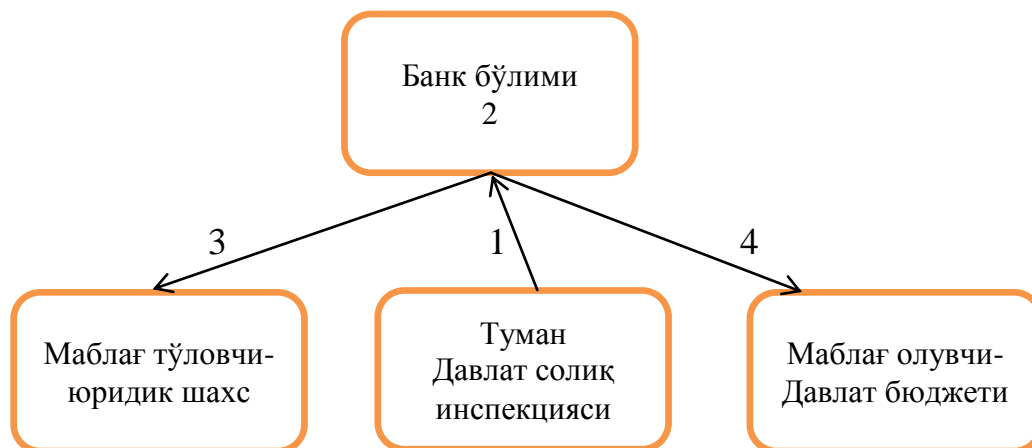 Банк бўлими
2
3
1
4
Маблағ тўловчи-
юридик шахс
Туман
Давлат солиқ
инспекцияси
Маблағ олувчи-
Давлат бюджети